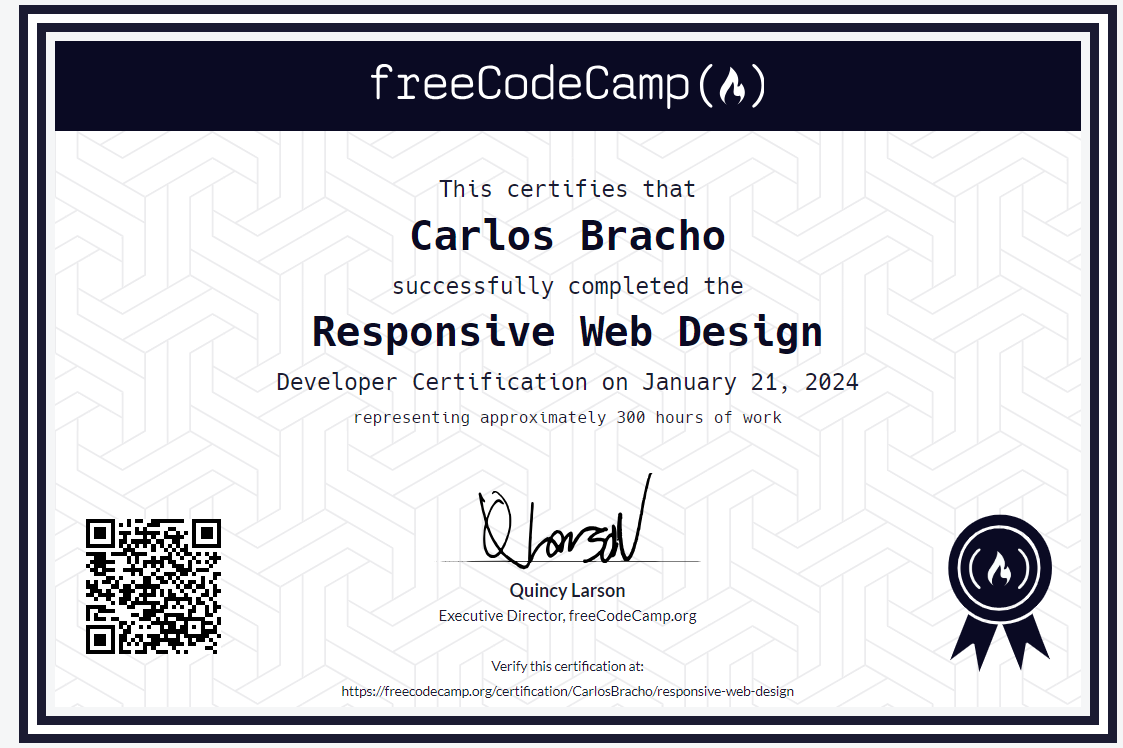 freeCodeCamp
This certifies that
Carlos Bracho
successfully completed the
Responsive Web Design
Developer Certification on January 21, 2024
representing approximately 300 hours of work
Q Larson
Quincy Larson
Executive Director, freeCodeCamp.org
Verify this certification at:
https://freecodecamp.org/certification/CarlosBracho/responsive-web-design